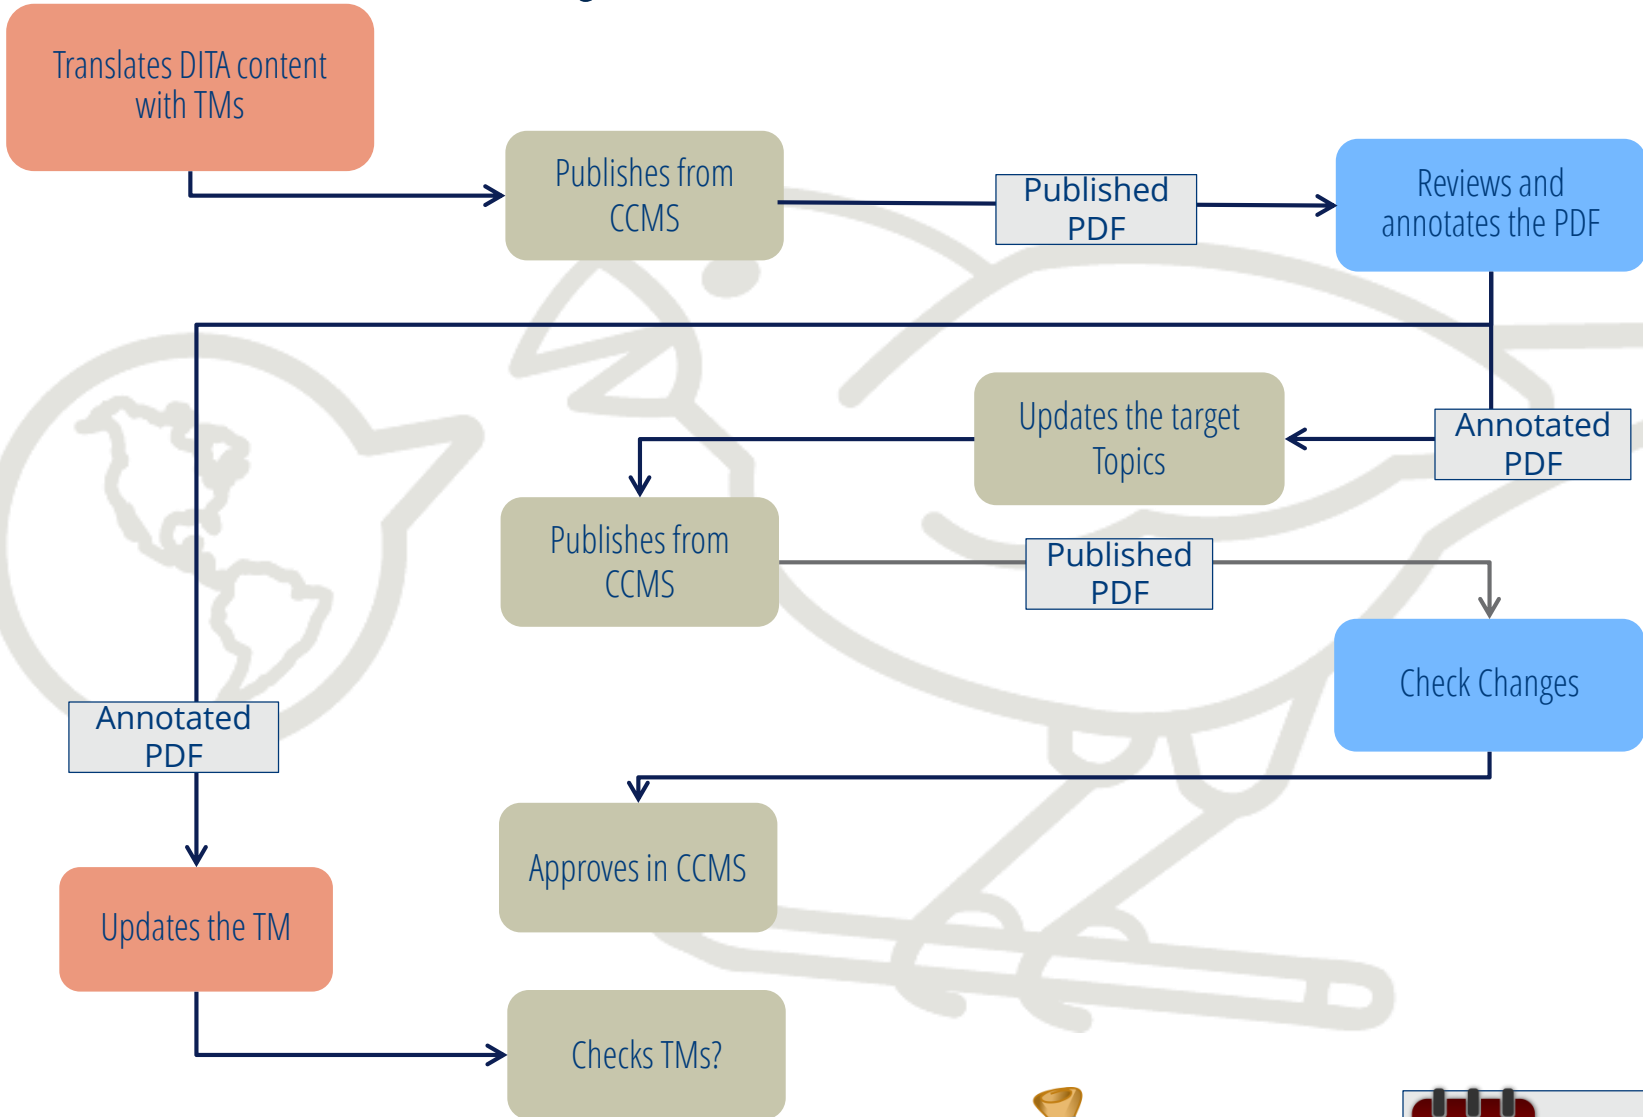 Translates DITA content
with TMs
Publishes from
CCMS
Published
PDF
Reviews and
annotates the PDF
Updates the target
Topics
Annotated
PDF
Publishes from
CCMS
Published
PDF
Check Changes
Annotated
PDF
Approves in CCMS
Updates the TM
Checks TMs?